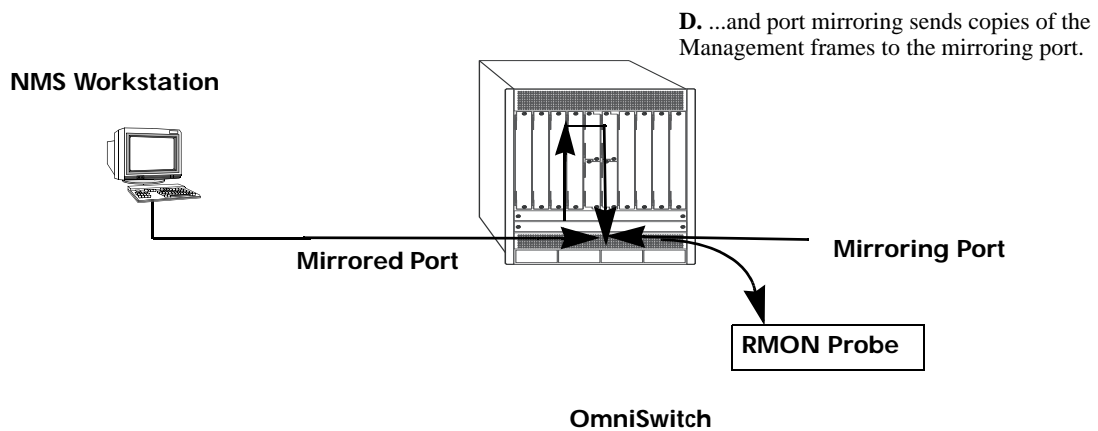 D. ...and port mirroring sends copies of the
Management frames to the mirroring port.
NMS Workstation
Mirrored Port
Mirroring Port
RMON Probe
OmniSwitch